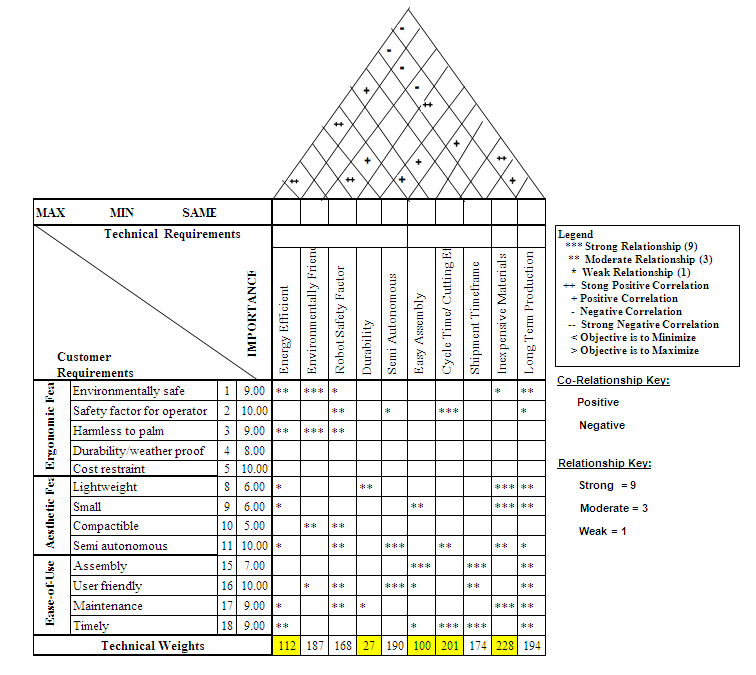 -
-
-
+ -
++
++ +
+ + ++
++ ++ + +
MAX MIN SAME
Technical Requirements
IMPORTANCE
Energy Efficient
Environmentally Frien
Robot Safety Factor
Durability
Semi Autonomous
Easy Assembly
Cycle Time/ Cutting Ef
Shipment Timeframe
Inexpensive Materials
Long Term Production
Customer
Requirements
Ergonomic Fea
Environmentally safe 1 9.00 ** *** * * **
Safety factor for operator 2 10.00 ** * *** *
Harmless to palm 3 9.00 ** *** **
Durability/weather proof 4 8.00
Cost restraint 5 10.00
Aesthetic Fea
Lightweight 8 6.00 * ** *** **
Small 9 6.00 * ** *** **
Compactible 10 5.00 ** **
Semi autonomous 11 10.00 * ** *** ** ** *
Ease-of-Use
Assembly 15 7.00 *** *** **
User friendly 16 10.00 * ** *** * ** **
Maintenance 17 9.00 * ** * *** **
Timely 18 9.00 ** * *** *** **
Technical Weights 112 187 168 27 190 100 201 174 228 194
Legend
*** Strong Relationship (9)
** Moderate Relationship (3)
* Weak Relationship (1)
++ Stong Positive Correlation
+ Positive Correlation
- Negative Correlation
-- Strong Negative Correlation
< Objective is to Minimize
> Objective is to Maximize
Co-Relationship Key:
Positive
Negative
Relationship Key:
Strong = 9
Moderate = 3
Weak = 1